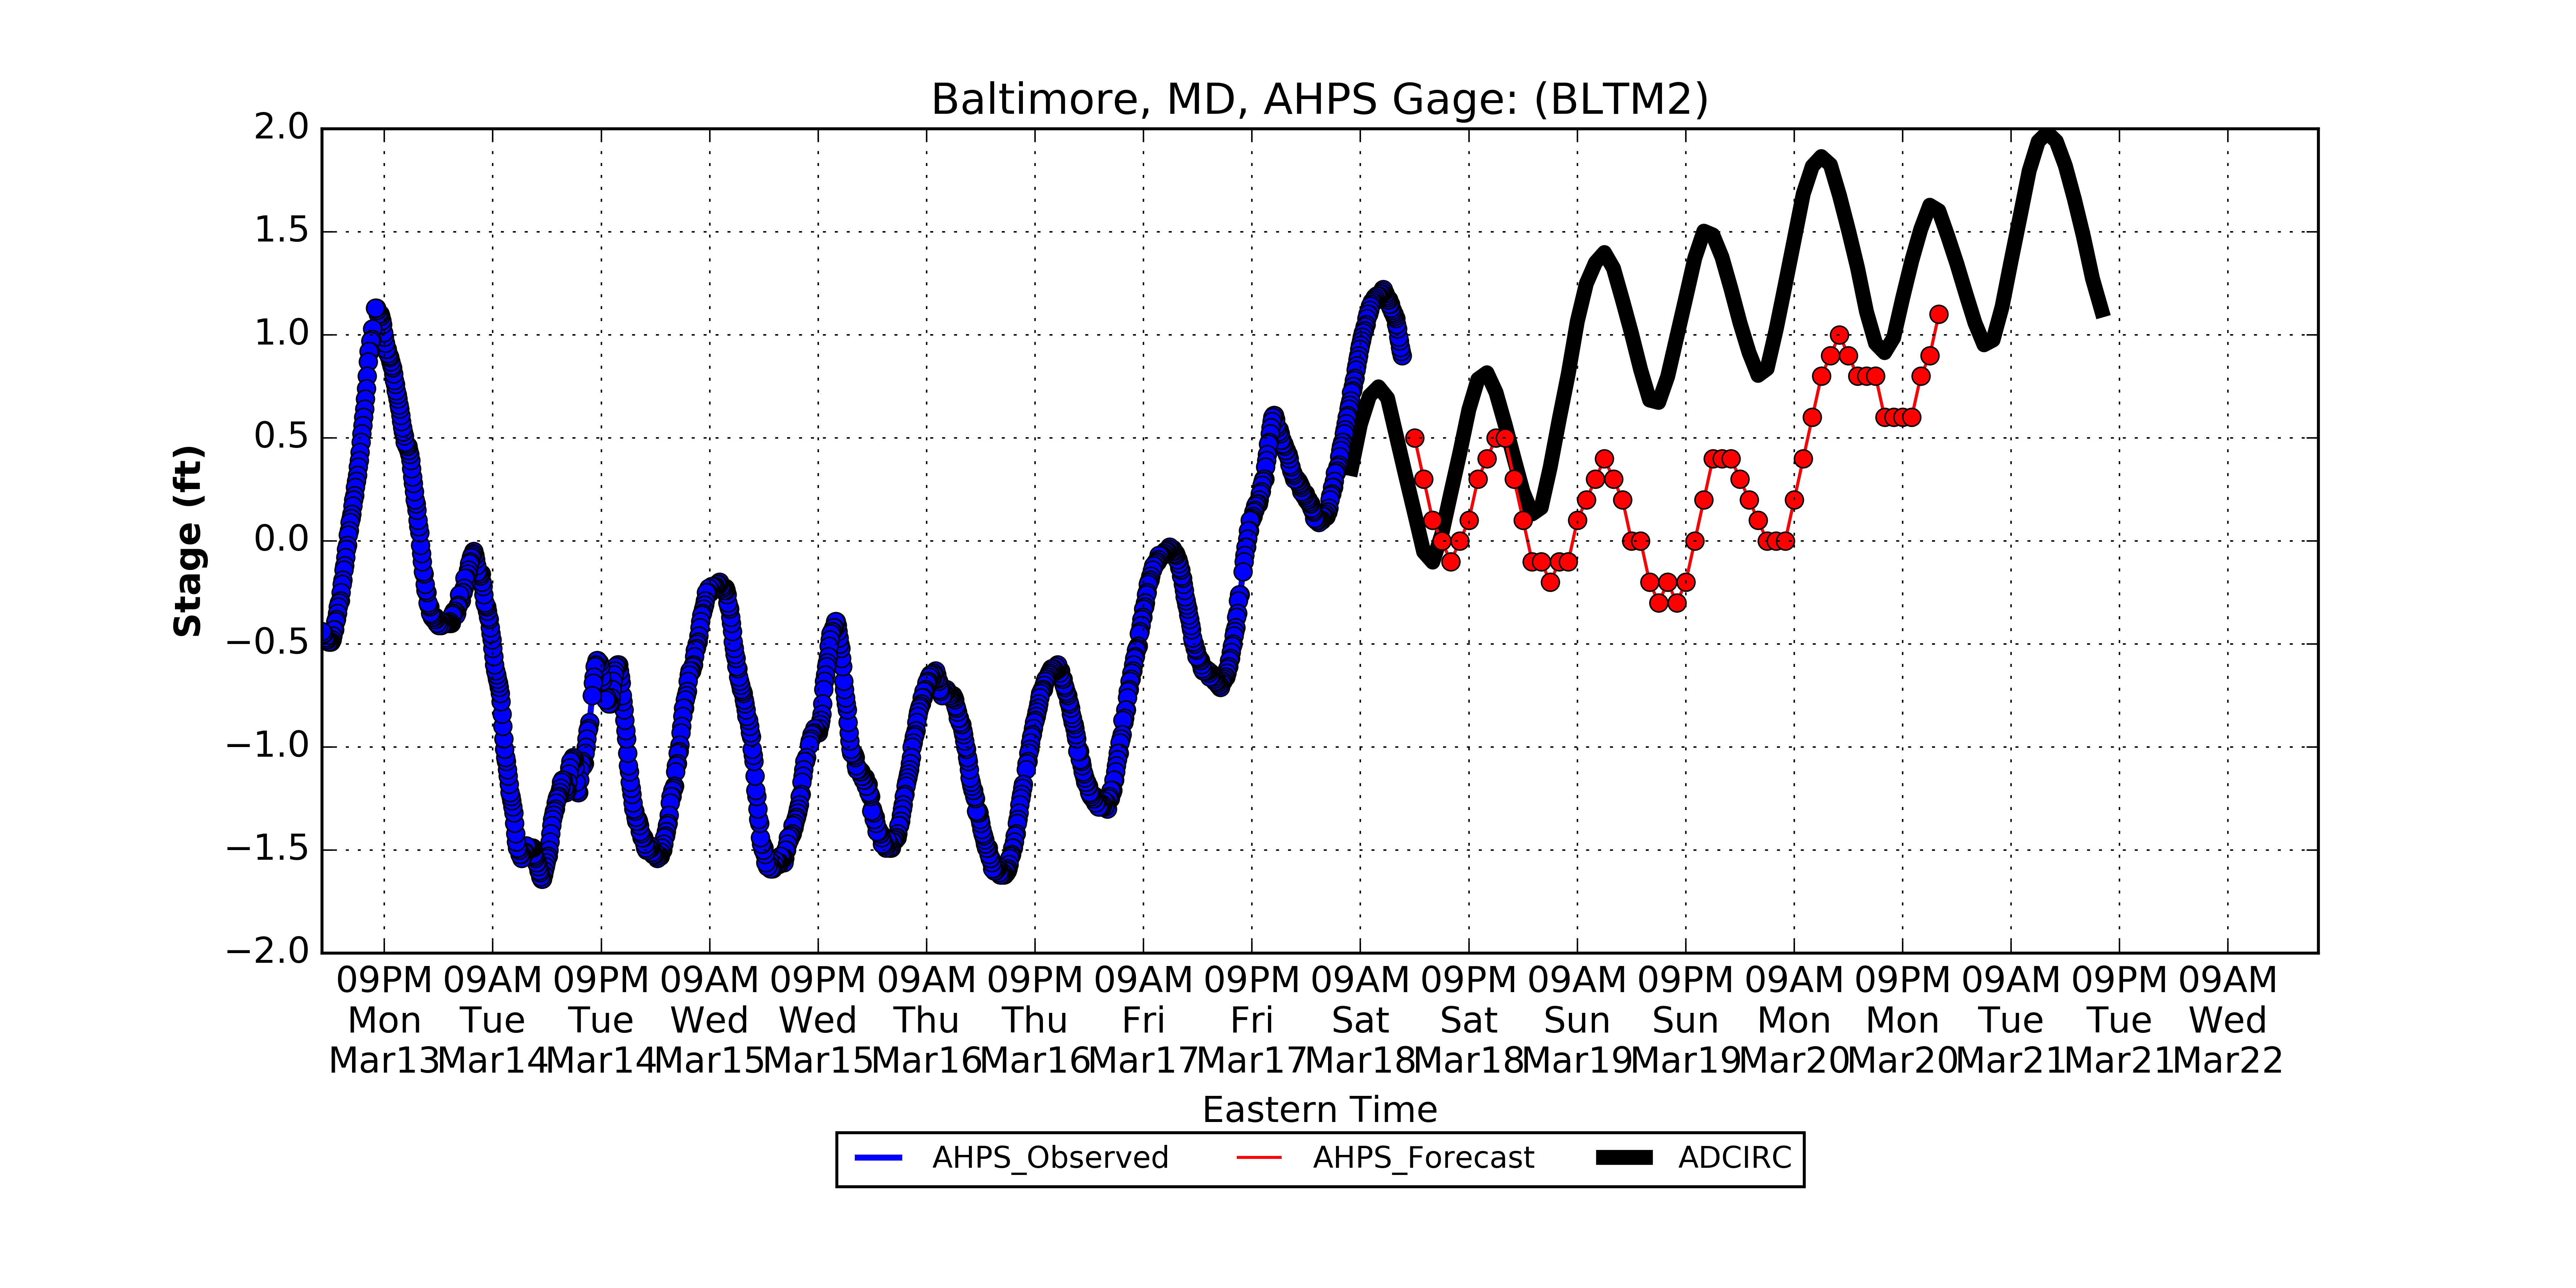 Baltimore, MD, AHPS Gage: (BLTM2)
2.0
1.5
1.0
0.5
0.0
−0.5
−1.0
−1.5
−2.0
Stage (ft)
09PM 09AM 09PM 09AM 09PM 09AM 09PM 09AM 09PM 09AM 09PM 09AM 09PM 09AM 09PM 09AM 09PM 09AM
Mon Tue Tue Wed Wed Thu Thu Fri Fri Sat Sat Sun Sun Mon Mon Tue Tue Wed
Mar13 Mar14 Mar14 Mar15 Mar15 Mar16 Mar16 Mar17 Mar17 Mar18 Mar18 Mar19 Mar19 Mar20 Mar20 Mar21 Mar21 Mar22
Eastern Time
AHPS_Observed AHPS_Forecast ADCIRC